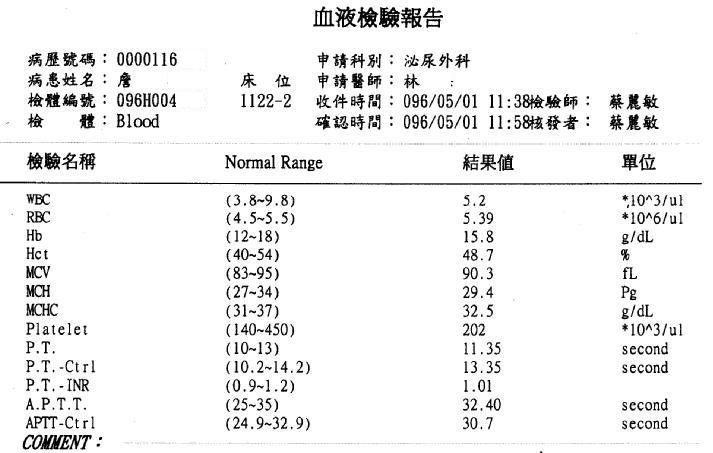 血液檢驗報告
病歷號碼：0000116 申請科別：泌尿外科
病患姓名：詹 床 位 申請醫師：林 :
檢體編號：096H004 1122-2 收件時間：096/05/01 11:38檢驗師： 蔡麗敏
檢 體：Blood 確認時間：096/05/01 11:58核發者： 蔡麗敏
檢驗名稱 Normal Range 結果值 單位
WBC (3.8~9.8) 5.2 *10^3/ul
RBC (4.5~5.5) 5.39 *10^6/ul
Hb (12~18) 15.8 g/dL
Hct (40~54) 48.7 %
MCV (83~95) 90.3 fL
MCH (27~34) 29.4 Pg
MCHC (31~37) 32.5 g/dL
Platelet (140~450) 202 *10^3/ul
P.T. (10~13) 11.35 second
P.T.-Ctrl (10.2~14.2) 13.35 second
P.T.-INR (0.9~1.2) 1.01
A.P.T.T. (25~35) 32.40 second
APTT-Ctrl (24.9~32.9) 30.7 second
COMMENT：